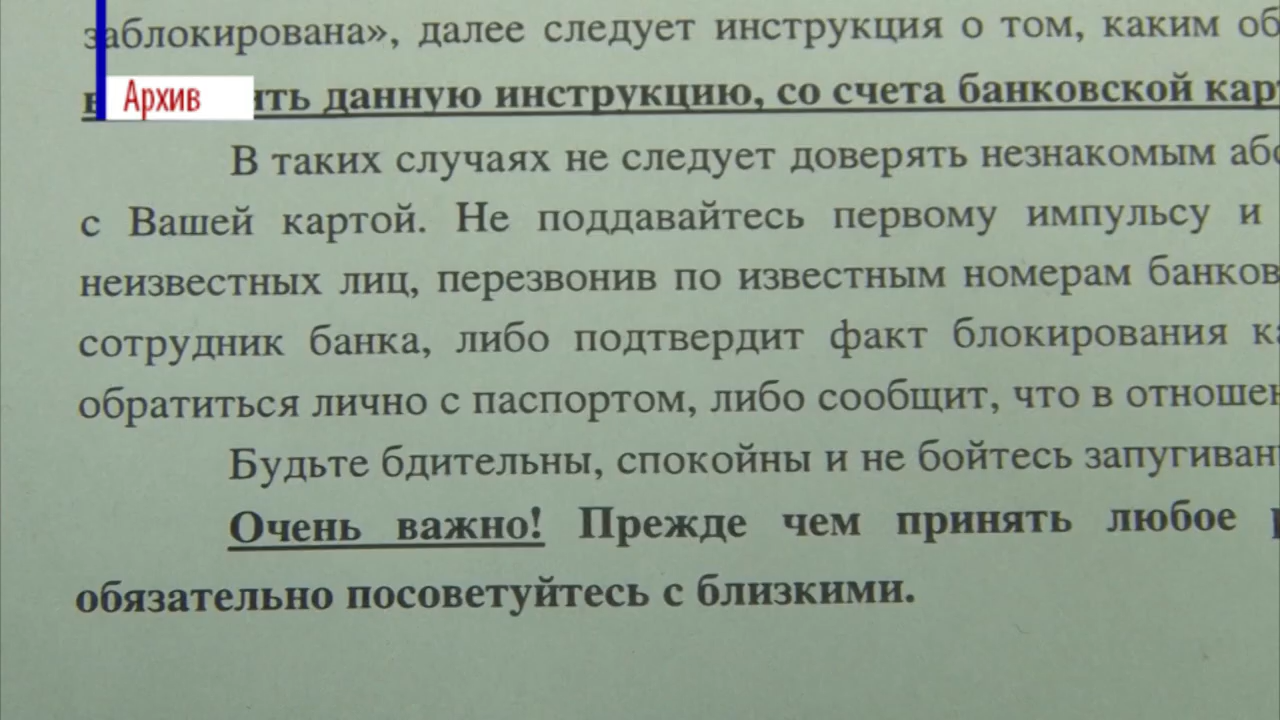 заблокирована», далее следует инструкция о том, каким об
Архив
данную инструкцию, со счета банковской кар
В таких случаях не следует доверять незнакомым або
с Вашей картой. Не поддавайтесь первому импульсу и
неизвестных лиц, перезвонив по известным номерам банков
сотрудник банка, либо подтвердит факт блокирования ка
обратиться лично с паспортом, либо сообщит, что в отношен
Будьте бдительны, спокойны и не бойтесь запугиван
Очень важно! Прежде чем принять любое
обязательно посоветуйтесь с близкими.